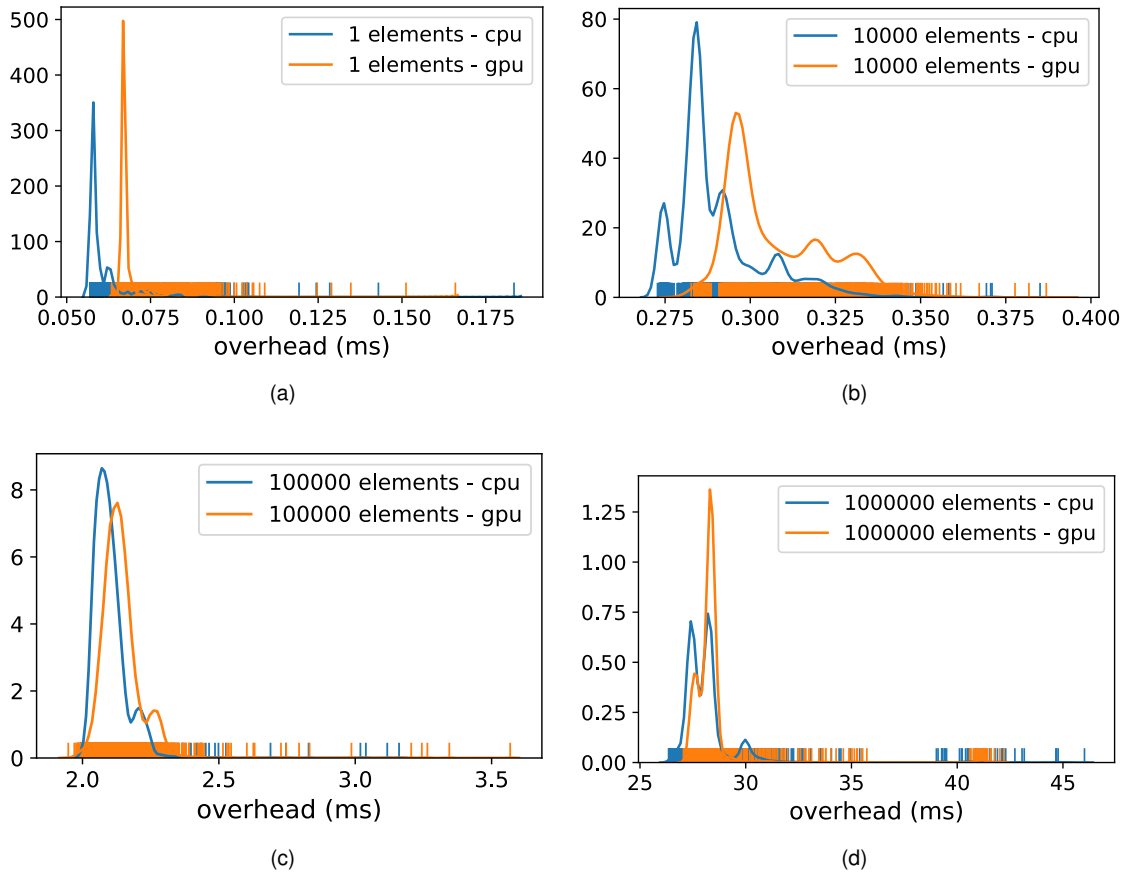 500
400
300
200
100
0
1 elements - cpu
1 elements - gpu
0.050 0.075 0.100 0.125 0.150 0.175
overhead (ms)
(a)
80
60
40
20
0
10000 elements - cpu
10000 elements - gpu
0.275 0.300 0.325 0.350 0.375 0.400
overhead (ms)
(b)
8
6
4
2
0
100000 elements - cpu
100000 elements - gpu
2.0 2.5 3.0 3.5
overhead (ms)
(c)
1.25
1.00
0.75
0.50
0.25
0.00
1000000 elements - cpu
1000000 elements - gpu
25 30 35 40 45
overhead (ms)
(d)